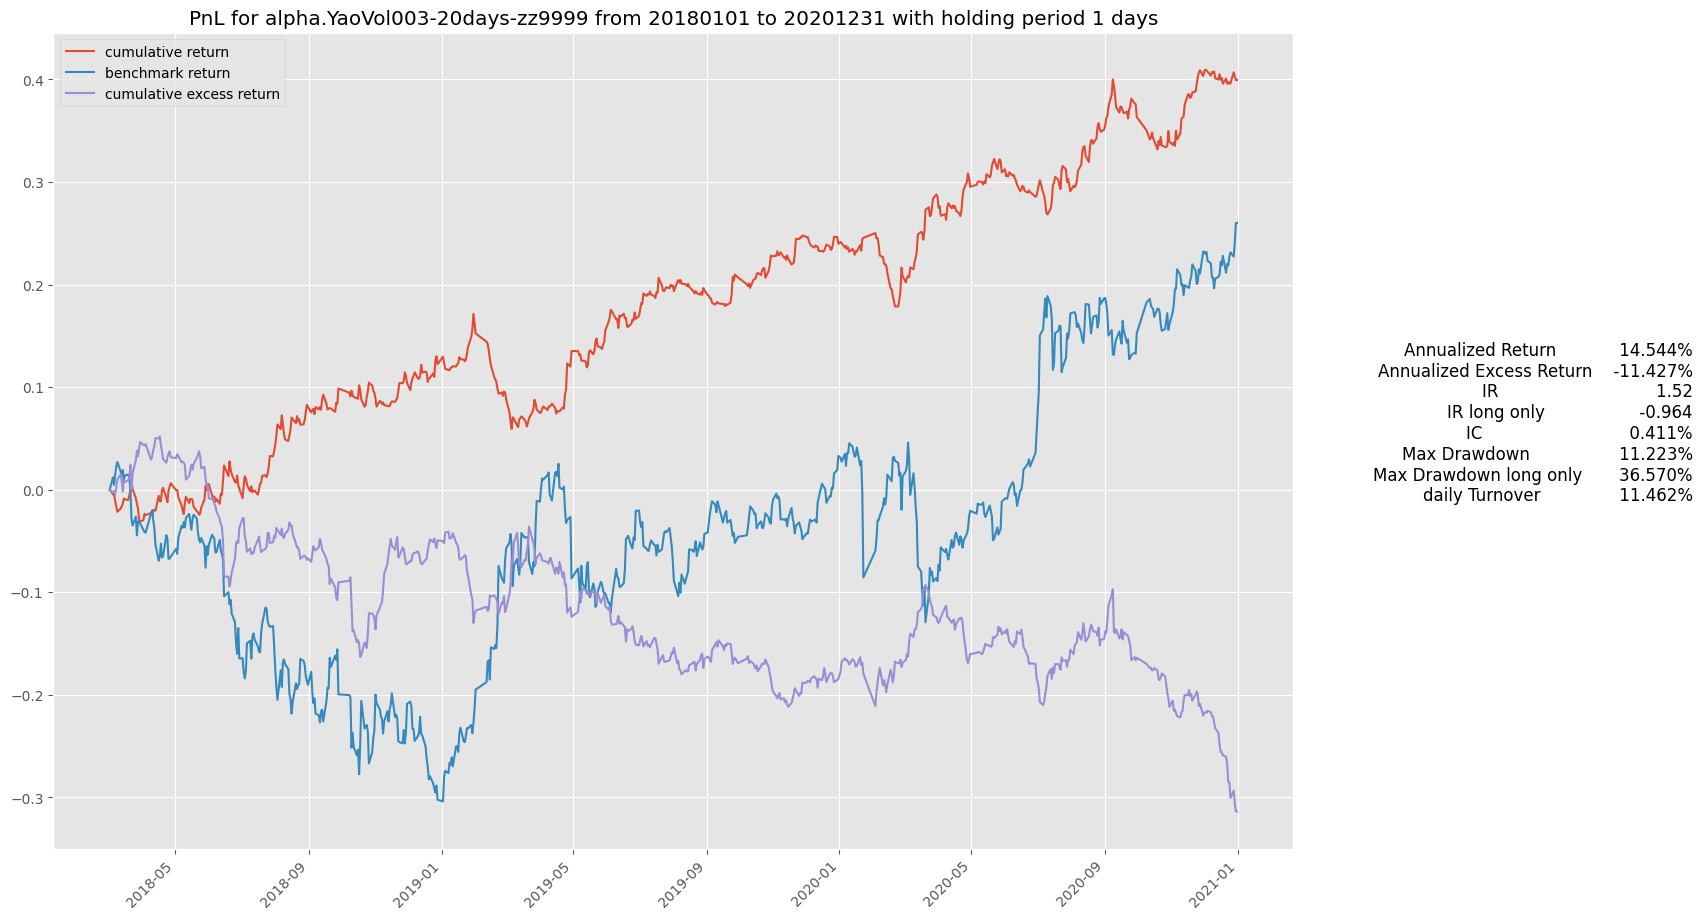 PnL for alpha.YaoVol003-20days-zz9999 from 20180101 to 20201231 with holding period 1 days
cumulative return
benchmark return
cumulative excess return
0.4
0.3
0.2
0.1
0.0
−0.1
−0.2
−0.3
2018-05
2018-09
2019-01
2019-05
2019-09
2020-01
2020-05
2020-09
2021-01
Annualized Return 14.544%
Annualized Excess Return -11.427%
IR 1.52
IR long only -0.964
IC 0.411%
Max Drawdown 11.223%
Max Drawdown long only 36.570%
daily Turnover 11.462%